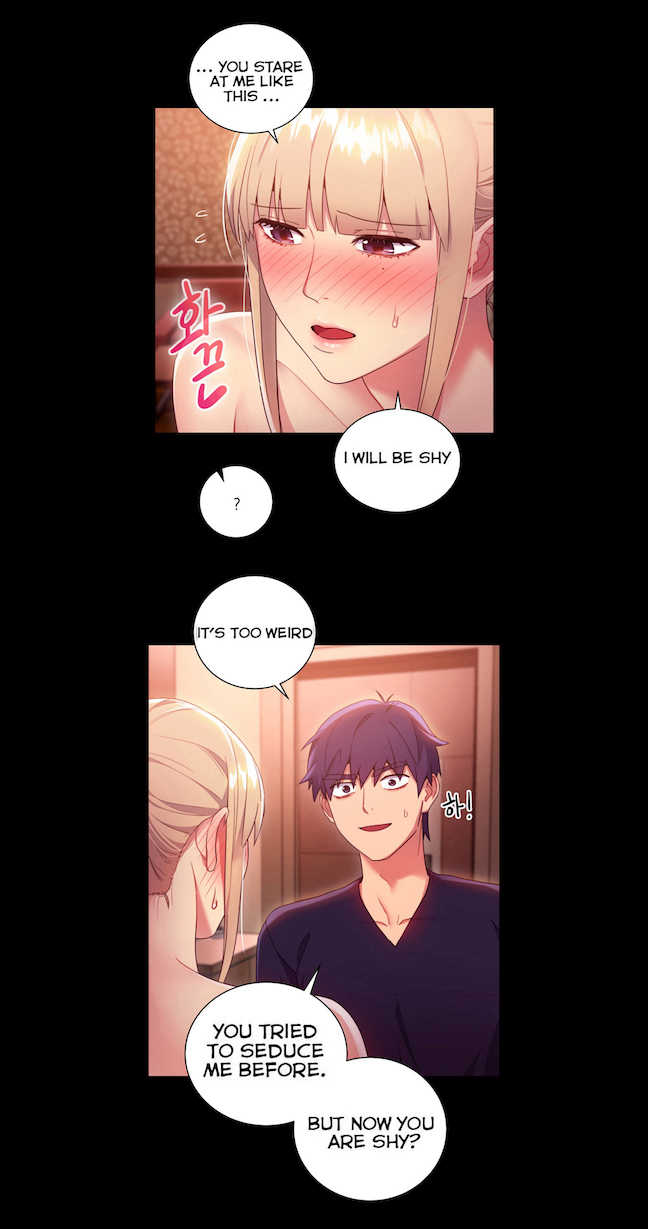 ... YOU STARE
AT ME LIKE
THIS ...
화
끈
I WILL BE SHY
?
IT'S TOO WEIRD
하!
YOU TRIED
TO SEDUCE
ME BEFORE.
BUT NOW YOU
ARE SHY?